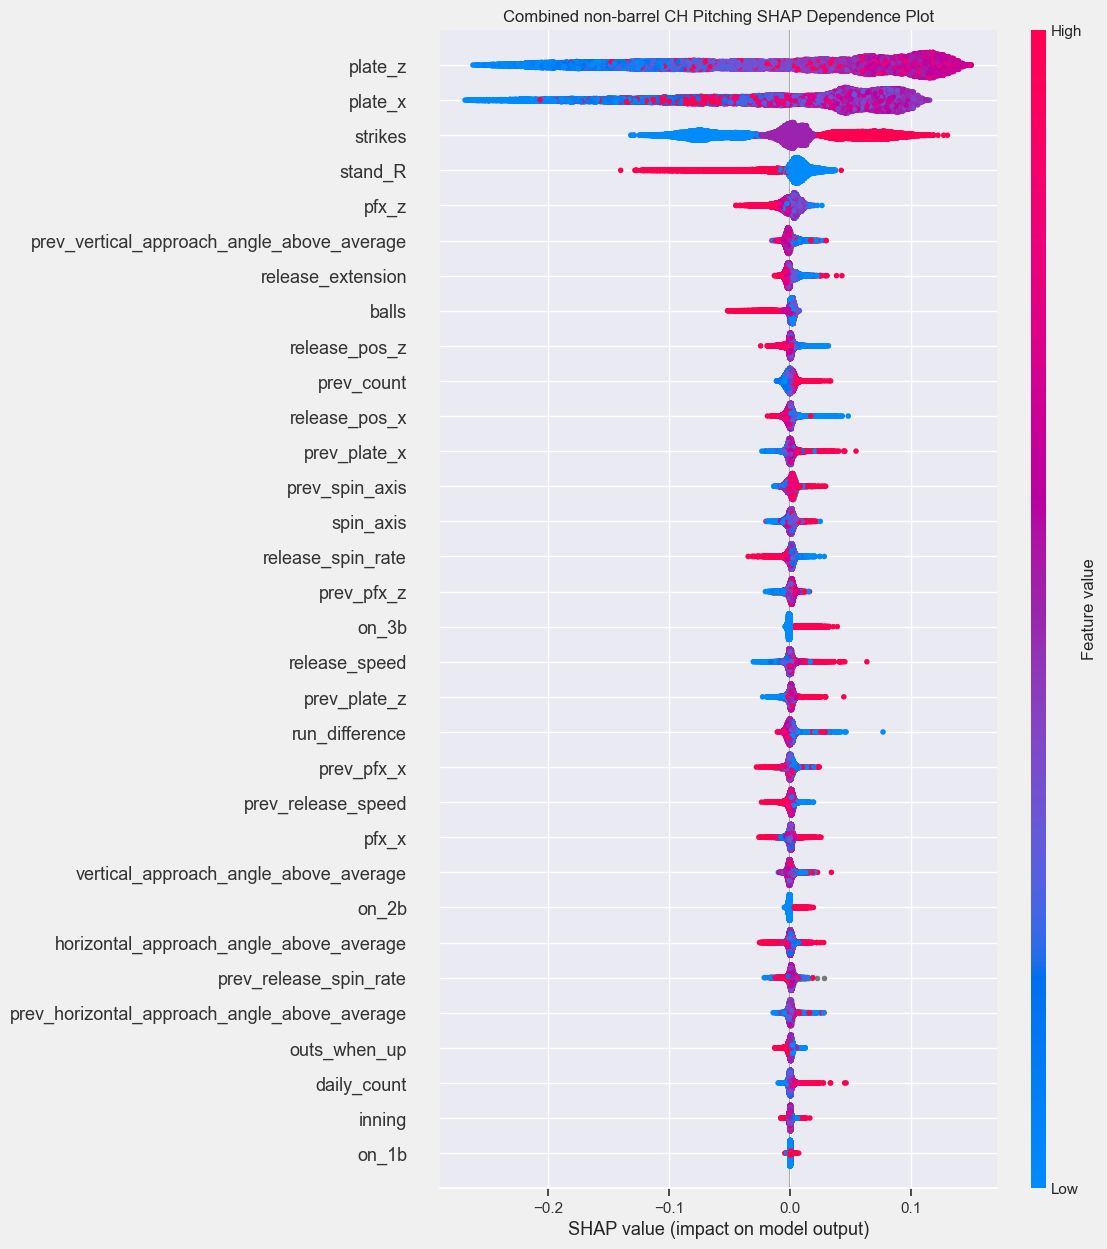 Combined non-barrel CH Pitching SHAP Dependence Plot
High
plate_z
plate_x
strikes
stand_R
pfx_z
prev_vertical_approach_angle_above_average
release_extension
balls
release_pos_z
prev_count
release_pos_x
prev_plate_x
prev_spin_axis
spin_axis
release_spin_rate
prev_pfx_z
on_3b
release_speed
prev_plate_z
run_difference
prev_pfx_x
prev_release_speed
pfx_x
vertical_approach_angle_above_average
on_2b
horizontal_approach_angle_above_average
prev_release_spin_rate
prev_horizontal_approach_angle_above_average
outs_when_up
daily_count
inning
on_1b
Feature value
Low
−0.2 −0.1 0.0 0.1
SHAP value (impact on model output)